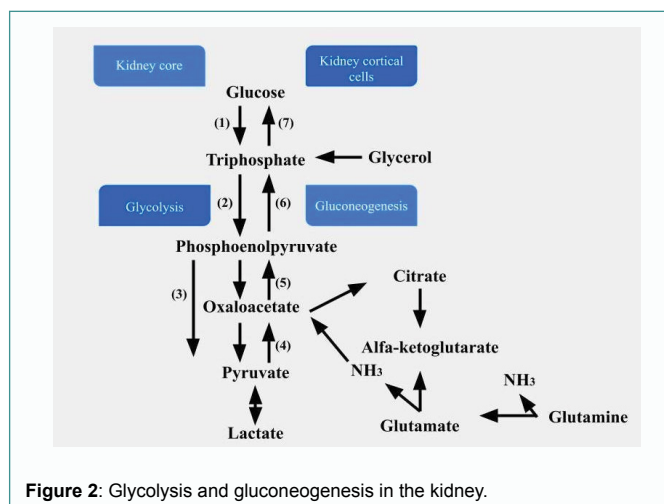 Kidney core
Kidney cortical
cells
Glucose
(1)
(7)
Triphosphate
Glycerol
Glycolysis
(2)
(6)
Gluconeogenesis
Phosphoenolpyruvate
(3)
(5)
Citrate
Oxaloacetate
(4)
Alfa-ketoglutarate
Pyruvate
NH3
NH3
Lactate
Glutamate
Glutamine
Figure 2: Glycolysis and gluconeogenesis in the kidney.